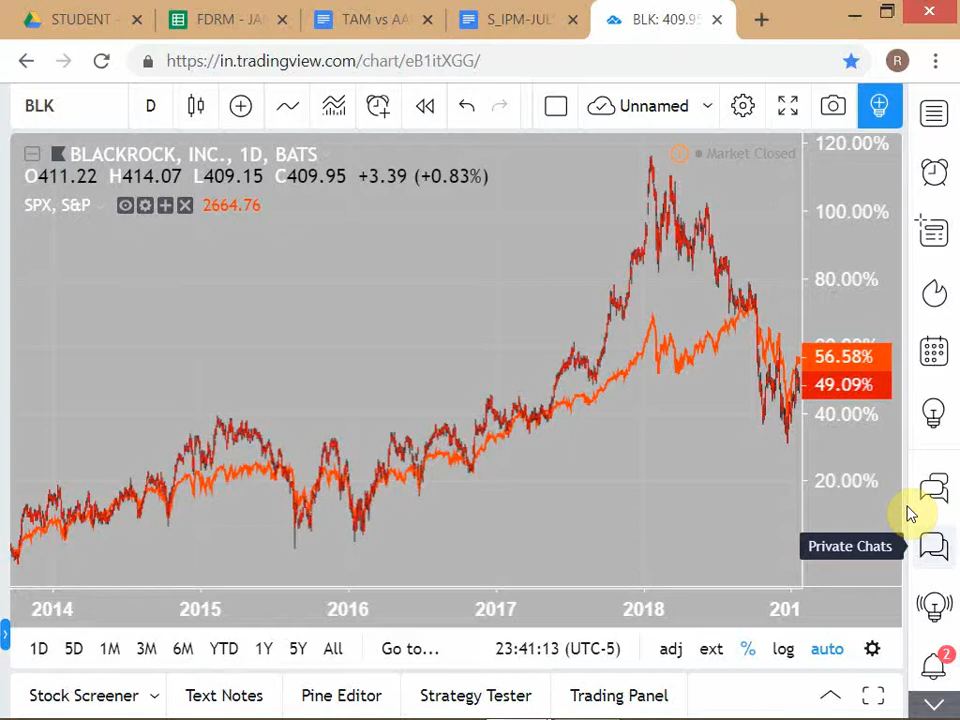 STUDENT -
FDRM - JA
TAM vs AA
S_IPM-JUL
BLK: 409.95
https://in.tradingview.com/chart/eB1itXGG/
R
BLK
D
Unnamed
BLACKROCK, INC., 1D, BATS
Market Closed
O411.22 H414.07 L409.15 C409.95 +3.39 (+0.83%)
SPX, S&P
2664.76
120.00%
100.00%
80.00%
56.58%
49.09%
40.00%
20.00%
Private Chats
2014
2015
2016
2017
2018
201
1D 5D 1M 3M 6M YTD 1Y 5Y All
Go to...
23:41:13 (UTC-5)
adj ext % log auto
2
Stock Screener
Text Notes
Pine Editor
Strategy Tester
Trading Panel